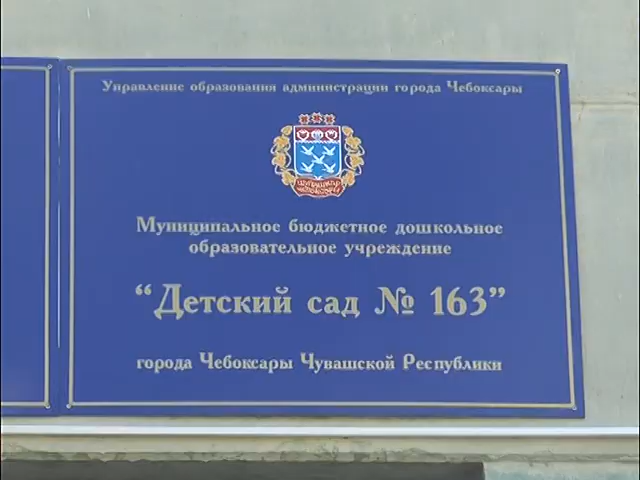 Управление образования администрации города Чебоксары
Муниципальное бюджетное дошкольное
образовательное учреждение
“Детский сад № 163”
города Чебоксары Чувашской Республики